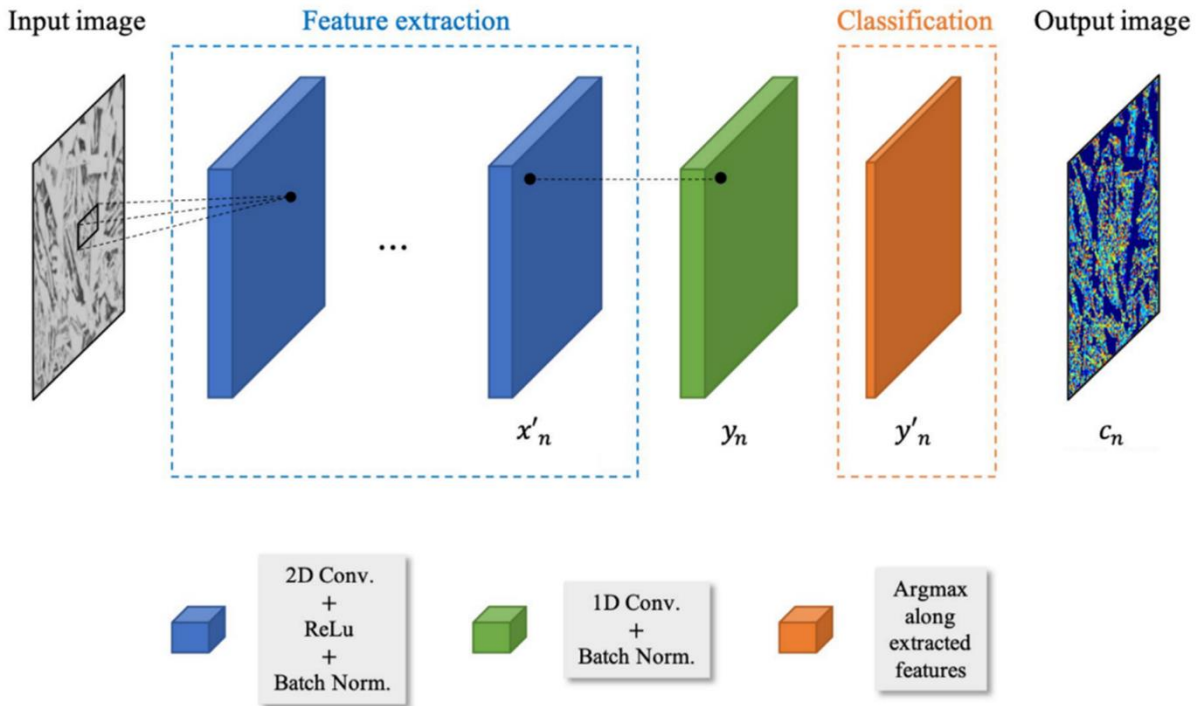 Input image
Feature extraction
Classification
Output image
...
x'n
yn
y'n
cn
2D Conv.
+
ReLu
+
Batch Norm.
1D Conv.
+
Batch Norm.
Argmax
along
extracted
features